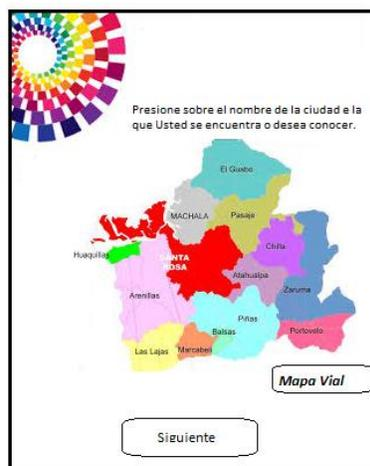 Presione sobre el nombre de la ciudad e la
que Usted se encuentra o desea conocer.
El Guabo
MACHALA
Pasaje
Huaquillas
SANTA
ROSA
Chilla
Atahualpa
Arenillas
Zaruma
Piñas
Balsas
Portovelo
Las Lajas
Marcabeli
Mapa Vial
Siguiente